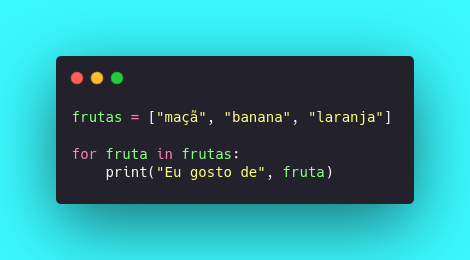 frutas = ["maçã", "banana", "laranja"]
for fruta in frutas:
    print("Eu gosto de", fruta)